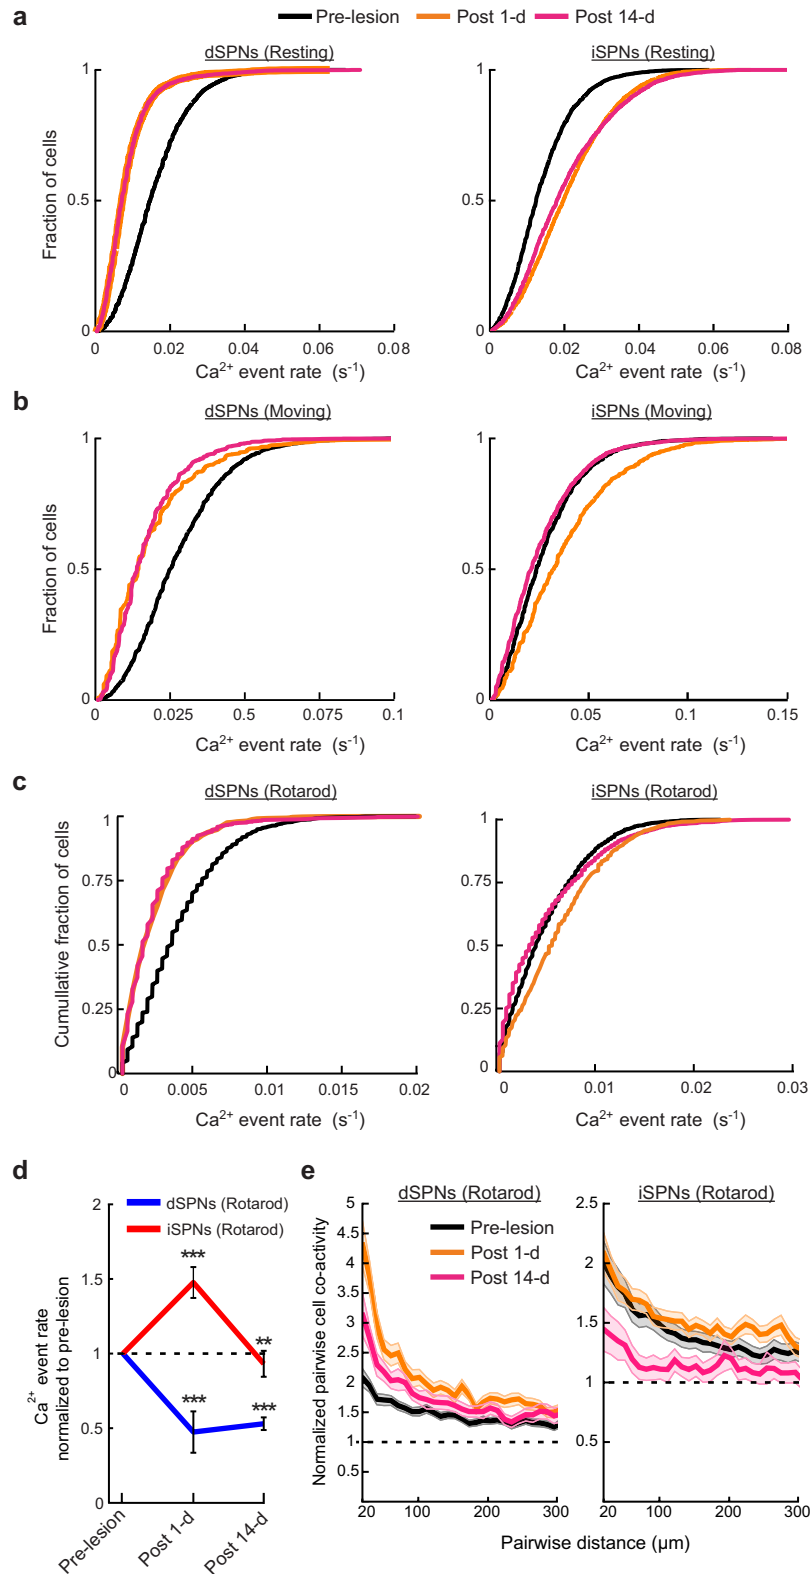 a
Pre-lesion Post 1-d Post 14-d
dSPNs (Resting) iSPNs (Resting)
Fraction of cells
1
0.5
0
0 0.02 0.04 0.06 0.08
Ca²⁺ event rate (s⁻¹)
1
0.5
0
0 0.02 0.04 0.06 0.08
Ca²⁺ event rate (s⁻¹)
b
dSPNs (Moving) iSPNs (Moving)
Fraction of cells
1
0.5
0
0 0.025 0.5 0.075 0.1
Ca²⁺ event rate (s⁻¹)
1
0.5
0
0 0.05 0.1 0.15
Ca²⁺ event rate (s⁻¹)
c
dSPNs (Rotarod) iSPNs (Rotarod)
Cumullative fraction of cells
1
0.75
0.5
0.25
0
0 0.005 0.01 0.015 0.02
Ca²⁺ event rate (s⁻¹)
1
0.75
0.5
0.25
0
0 0.01 0.02 0.03
Ca²⁺ event rate (s⁻¹)
d
Ca²⁺ event rate
normalized to pre-lesion
2
1.5
1
0.5
0
dSPNs (Rotarod)
iSPNs (Rotarod)
***
**
***
***
Pre-lesion Post 1-d Post 14-d
e
dSPNs (Rotarod) iSPNs (Rotarod)
Normalized pairwise cell co-activity
5
4.5
4
3.5
3
2.5
2
1.5
1
0.5
Pre-lesion
Post 1-d
Post 14-d
20 100 200 300
2.5
2
1.5
1
0.5
20 100 200 300
Pairwise distance (µm)